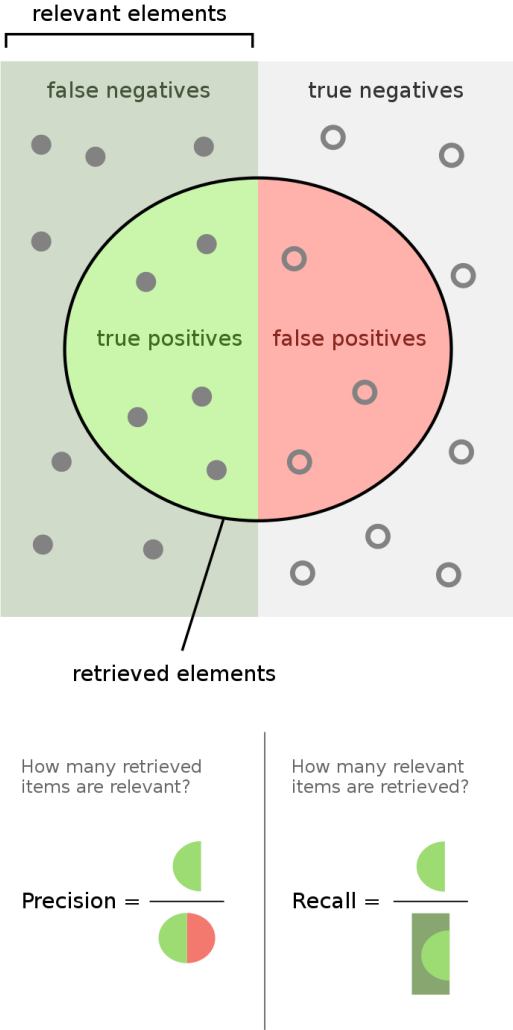 relevant elements
false negatives
true negatives
true positives
false positives
retrieved elements
How many retrieved
items are relevant?
How many relevant
items are retrieved?
Precision =
Recall =